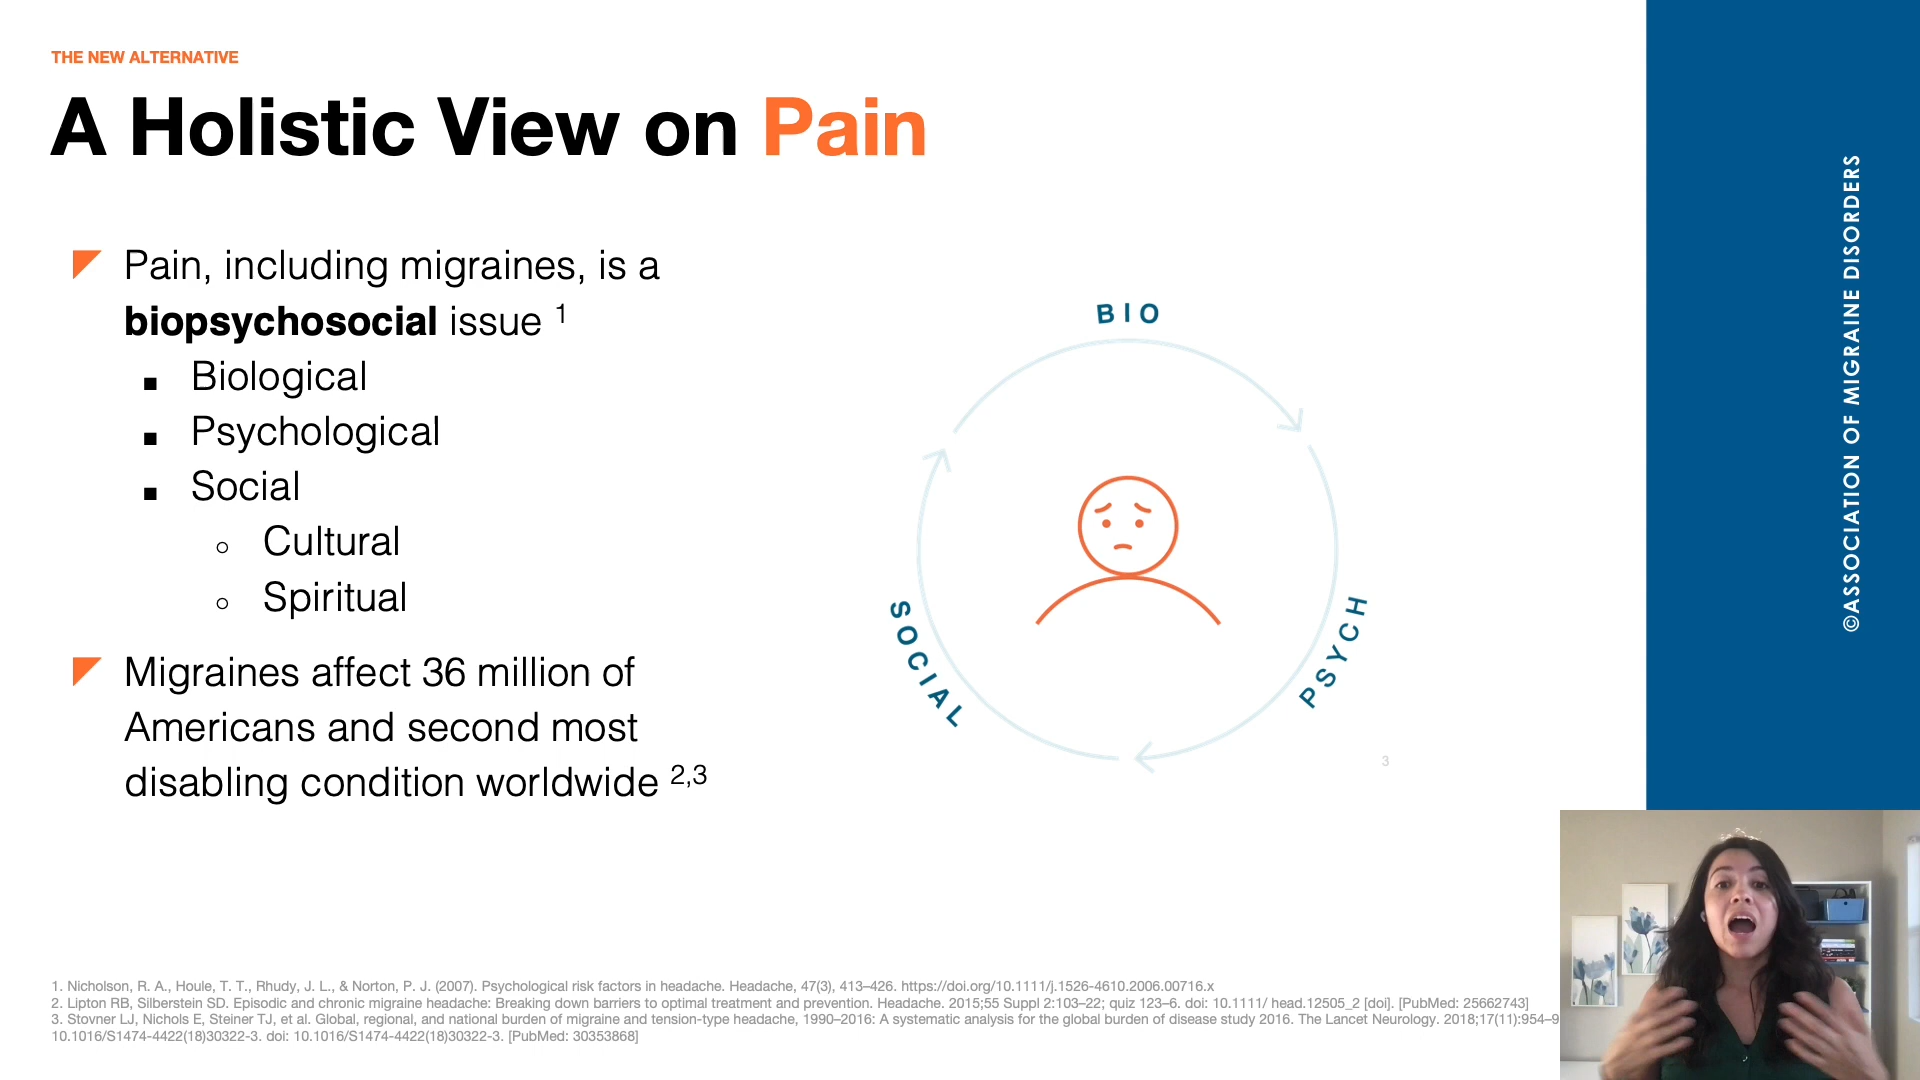 THE NEW ALTERNATIVE
A Holistic View on Pain
Pain, including migraines, is a
biopsychosocial issue 1
Biological
Psychological
Social
Cultural
Spiritual
Migraines affect 36 million of
Americans and second most
disabling condition worldwide 2,3
BIO
PSYCH
SOCIAL
3
©ASSOCIATION OF MIGRAINE DISORDERS
1. Nicholson, R. A., Houle, T. T., Rhudy, J. L., & Norton, P. J. (2007). Psychological risk factors in headache. Headache, 47(3), 413–426. https://doi.org/10.1111/j.1526-4610.2006.00716.x
2. Lipton RB, Silberstein SD. Episodic and chronic migraine headache: Breaking down barriers to optimal treatment and prevention. Headache. 2015;55 Suppl 2:103–22; quiz 123–6. doi: 10.1111/ head.12505_2 [doi]. [PubMed: 25662743]
3. Stovner LJ, Nichols E, Steiner TJ, et al. Global, regional, and national burden of migraine and tension-type headache, 1990–2016: A systematic analysis for the global burden of disease study 2016. The Lancet Neurology. 2018;17(11):954–9
10.1016/S1474-4422(18)30322-3. doi: 10.1016/S1474-4422(18)30322-3. [PubMed: 30353868]